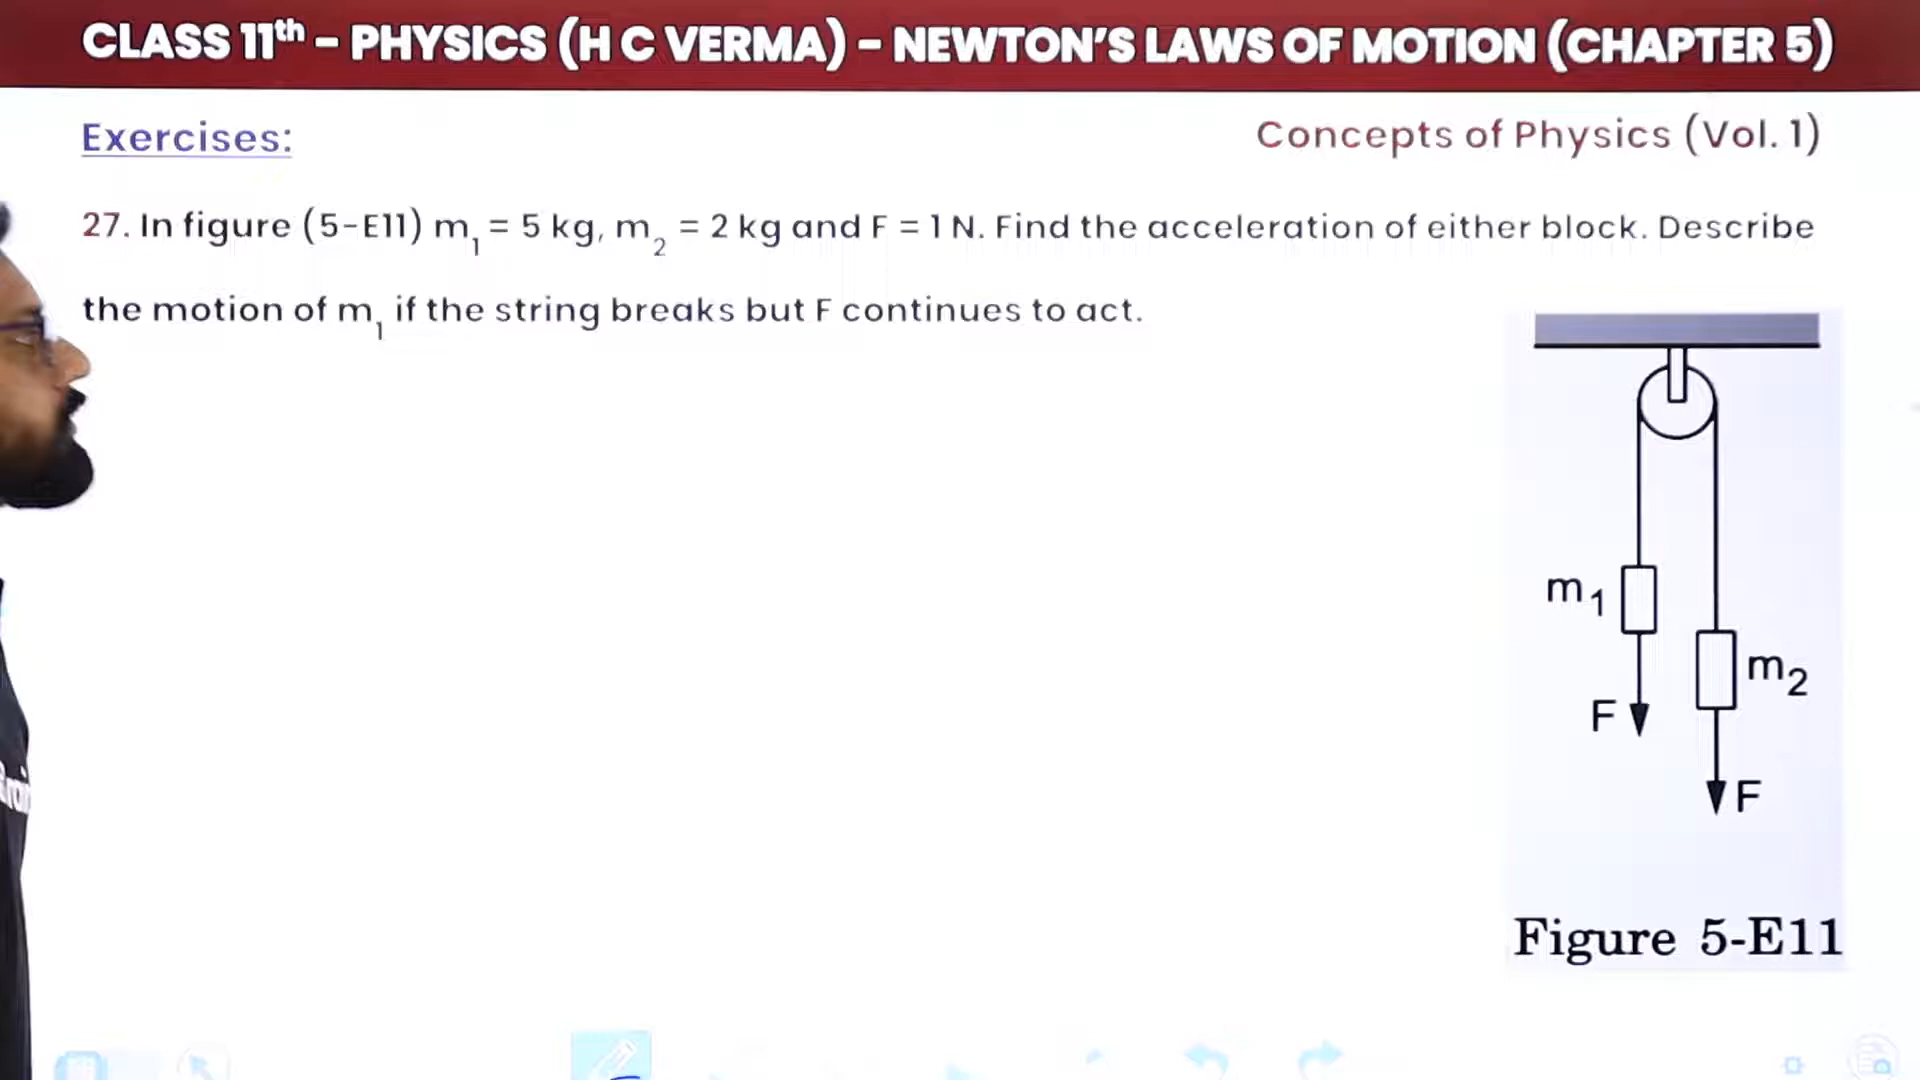 CLASS 11th – PHYSICS (H C VERMA) – NEWTON'S LAWS OF MOTION (CHAPTER 5)
Exercises:
Concepts of Physics (Vol. 1)
27. In figure (5-E11) m₁ = 5 kg, m₂ = 2 kg and F = 1 N. Find the acceleration of either block. Describe
the motion of m₁ if the string breaks but F continues to act.
m₁
m₂
F
F
Figure 5-E11